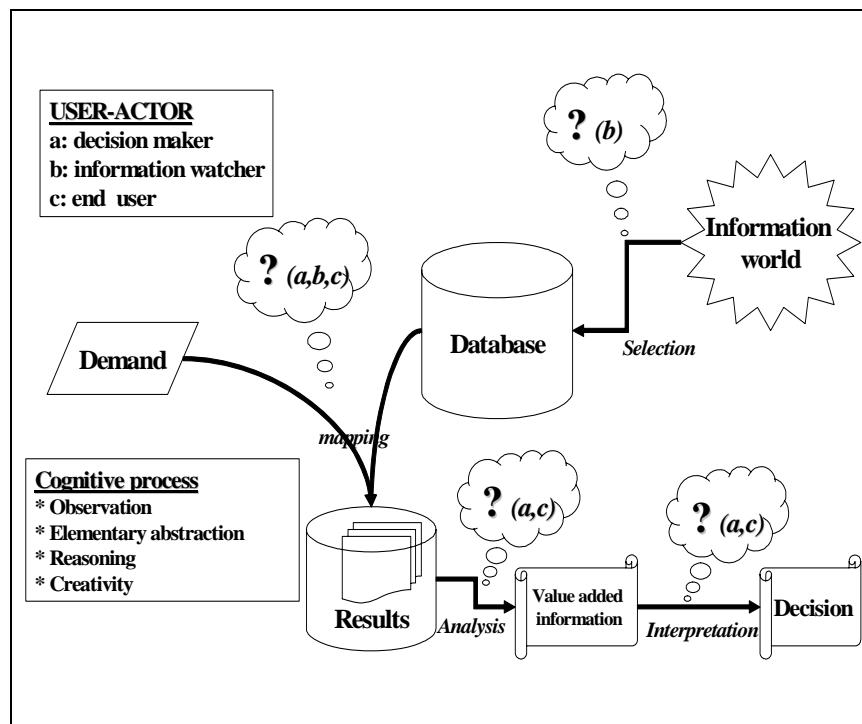 USER-ACTOR
a: decision maker
b: information watcher
c: end user
? (b)
Information
world
? (a,b,c)
Demand
Database
Selection
mapping
Cognitive process
* Observation
* Elementary abstraction
* Reasoning
* Creativity
? (a,c)
? (a,c)
Results
Analysis
Value added
information
Interpretation
Decision